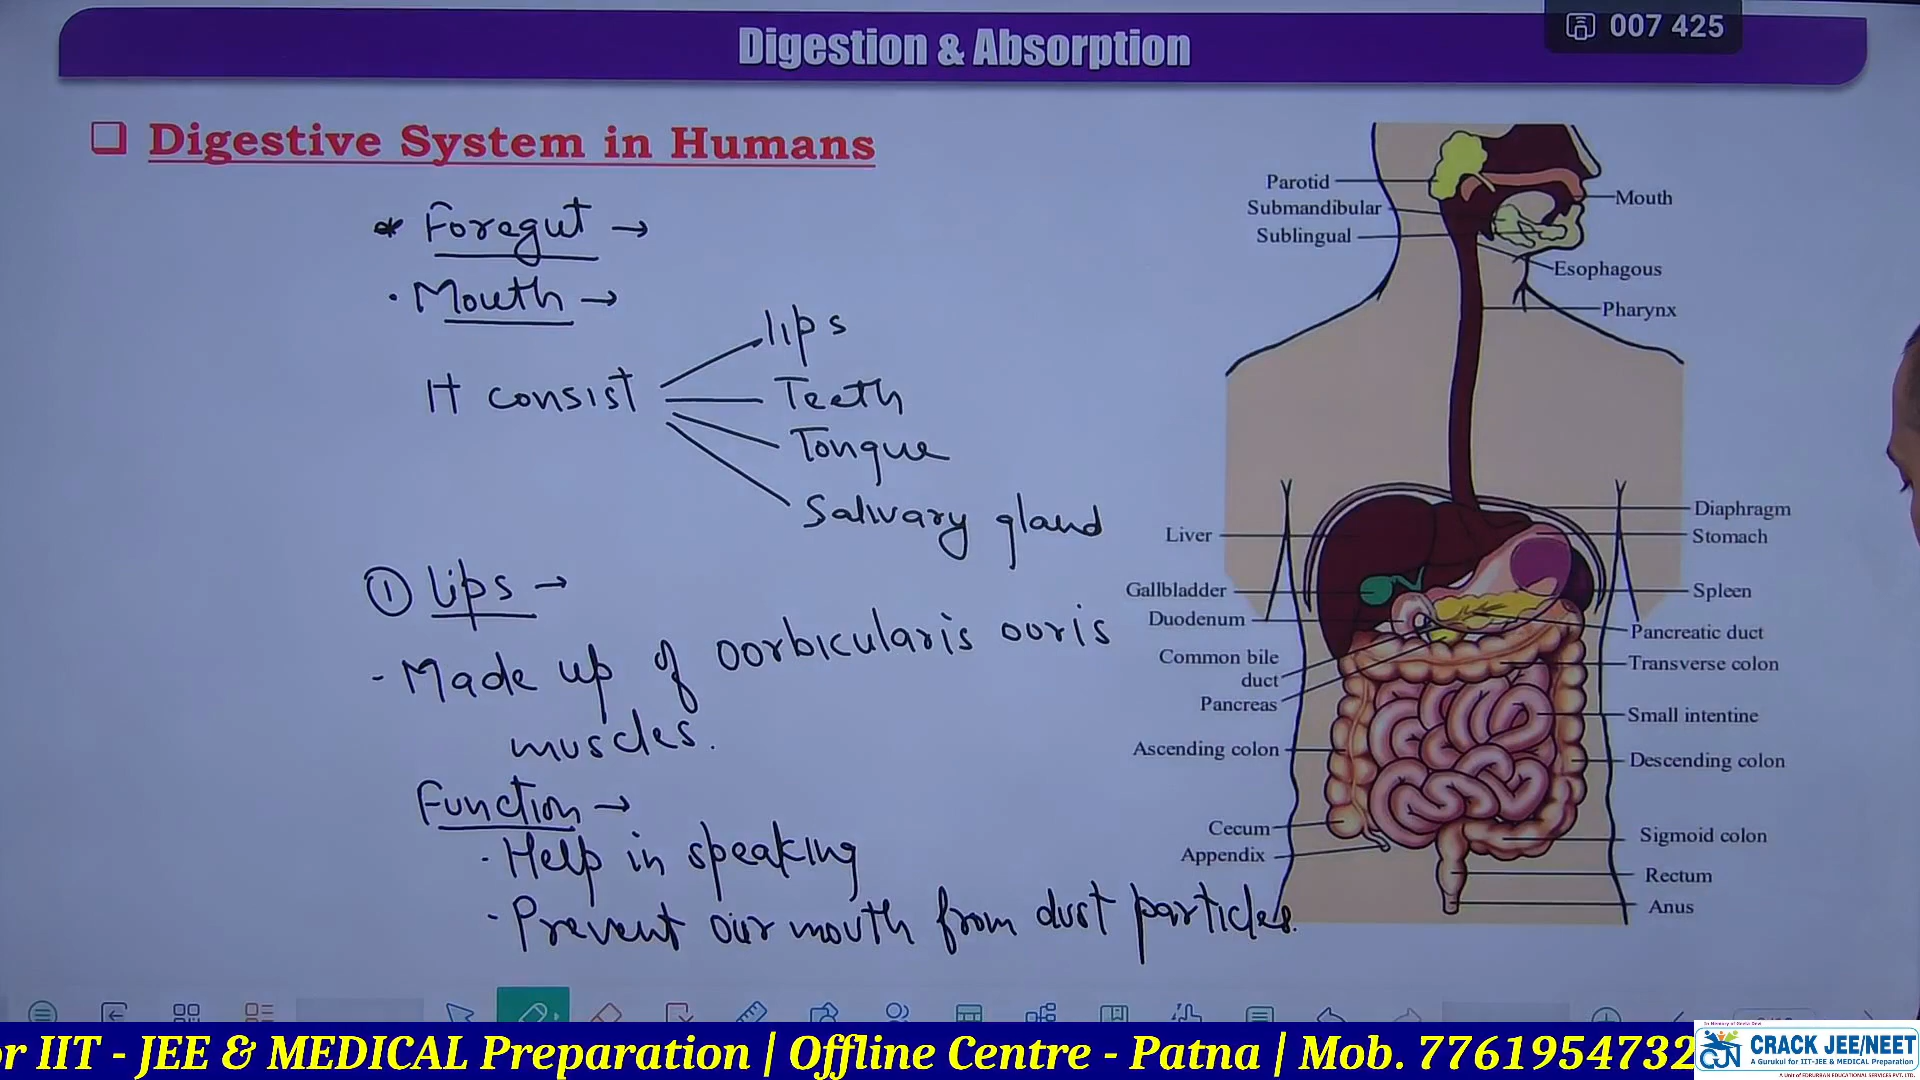 007 425
Digestion & Absorption
❑ Digestive System in Humans
* Foregut →
· Mouth →
It consist
lips
Teeth
Tongue
Salivary gland
① lips →
- Made up of oorbicularis ooris
muscles.
Function →
· Help in speaking
- Prevent our mouth from dust particles.
Parotid
Submandibular
Sublingual
Mouth
Esophagous
Pharynx
Diaphragm
Liver
Stomach
Gallbladder
Spleen
Duodenum
Pancreatic duct
Common bile
duct
Transverse colon
Pancreas
Small intintine
Ascending colon
Descending colon
Cecum
Sigmoid colon
Appendix
Rectum
Anus
or IIT - JEE & MEDICAL Preparation | Offline Centre - Patna | Mob. 7761954732
CRACK JEE/NEET
A Gurukul for IIT-JEE & MEDICAL Preparation